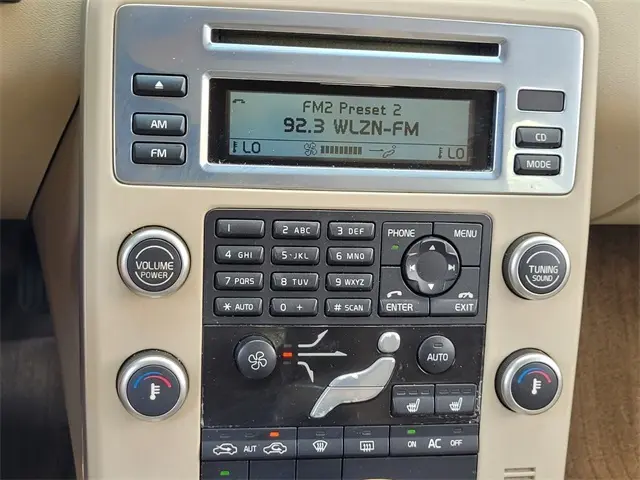 FM2 Preset 2
92.3 WLZN-FM
LO LO
AM
FM
CD
MODE
1 2 ABC 3 DEF
4 GHI 5 JKL 6 MNO
7 PQRS 8 TUV 9 WXYZ
* AUTO 0 + # SCAN
PHONE MENU
ENTER EXIT
VOLUME
POWER
TUNING
SOUND
AUTO
AUT
ON AC OFF